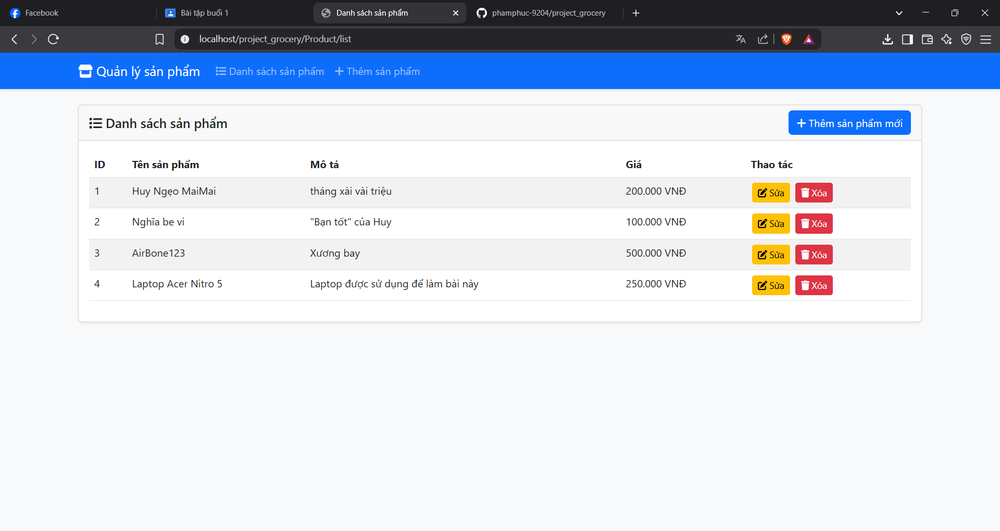 Facebook
Bài tập buổi 1
Danh sách sản phẩm
phamphuc-9204/project_grocery
localhost/project_grocery/Product/list
Quản lý sản phẩm
Danh sách sản phẩm
Thêm sản phẩm
Danh sách sản phẩm
Thêm sản phẩm mới
ID Tên sản phẩm Mô tả Giá Thao tác
1 Huy Ngẹo MaiMai tháng xài vài triệu 200.000 VNĐ Sửa Xóa
2 Nghĩa be vi "Bạn tốt" của Huy 100.000 VNĐ Sửa Xóa
3 AirBone123 Xương bay 500.000 VNĐ Sửa Xóa
4 Laptop Acer Nitro 5 Laptop được sử dụng để làm bài này 250.000 VNĐ Sửa Xóa